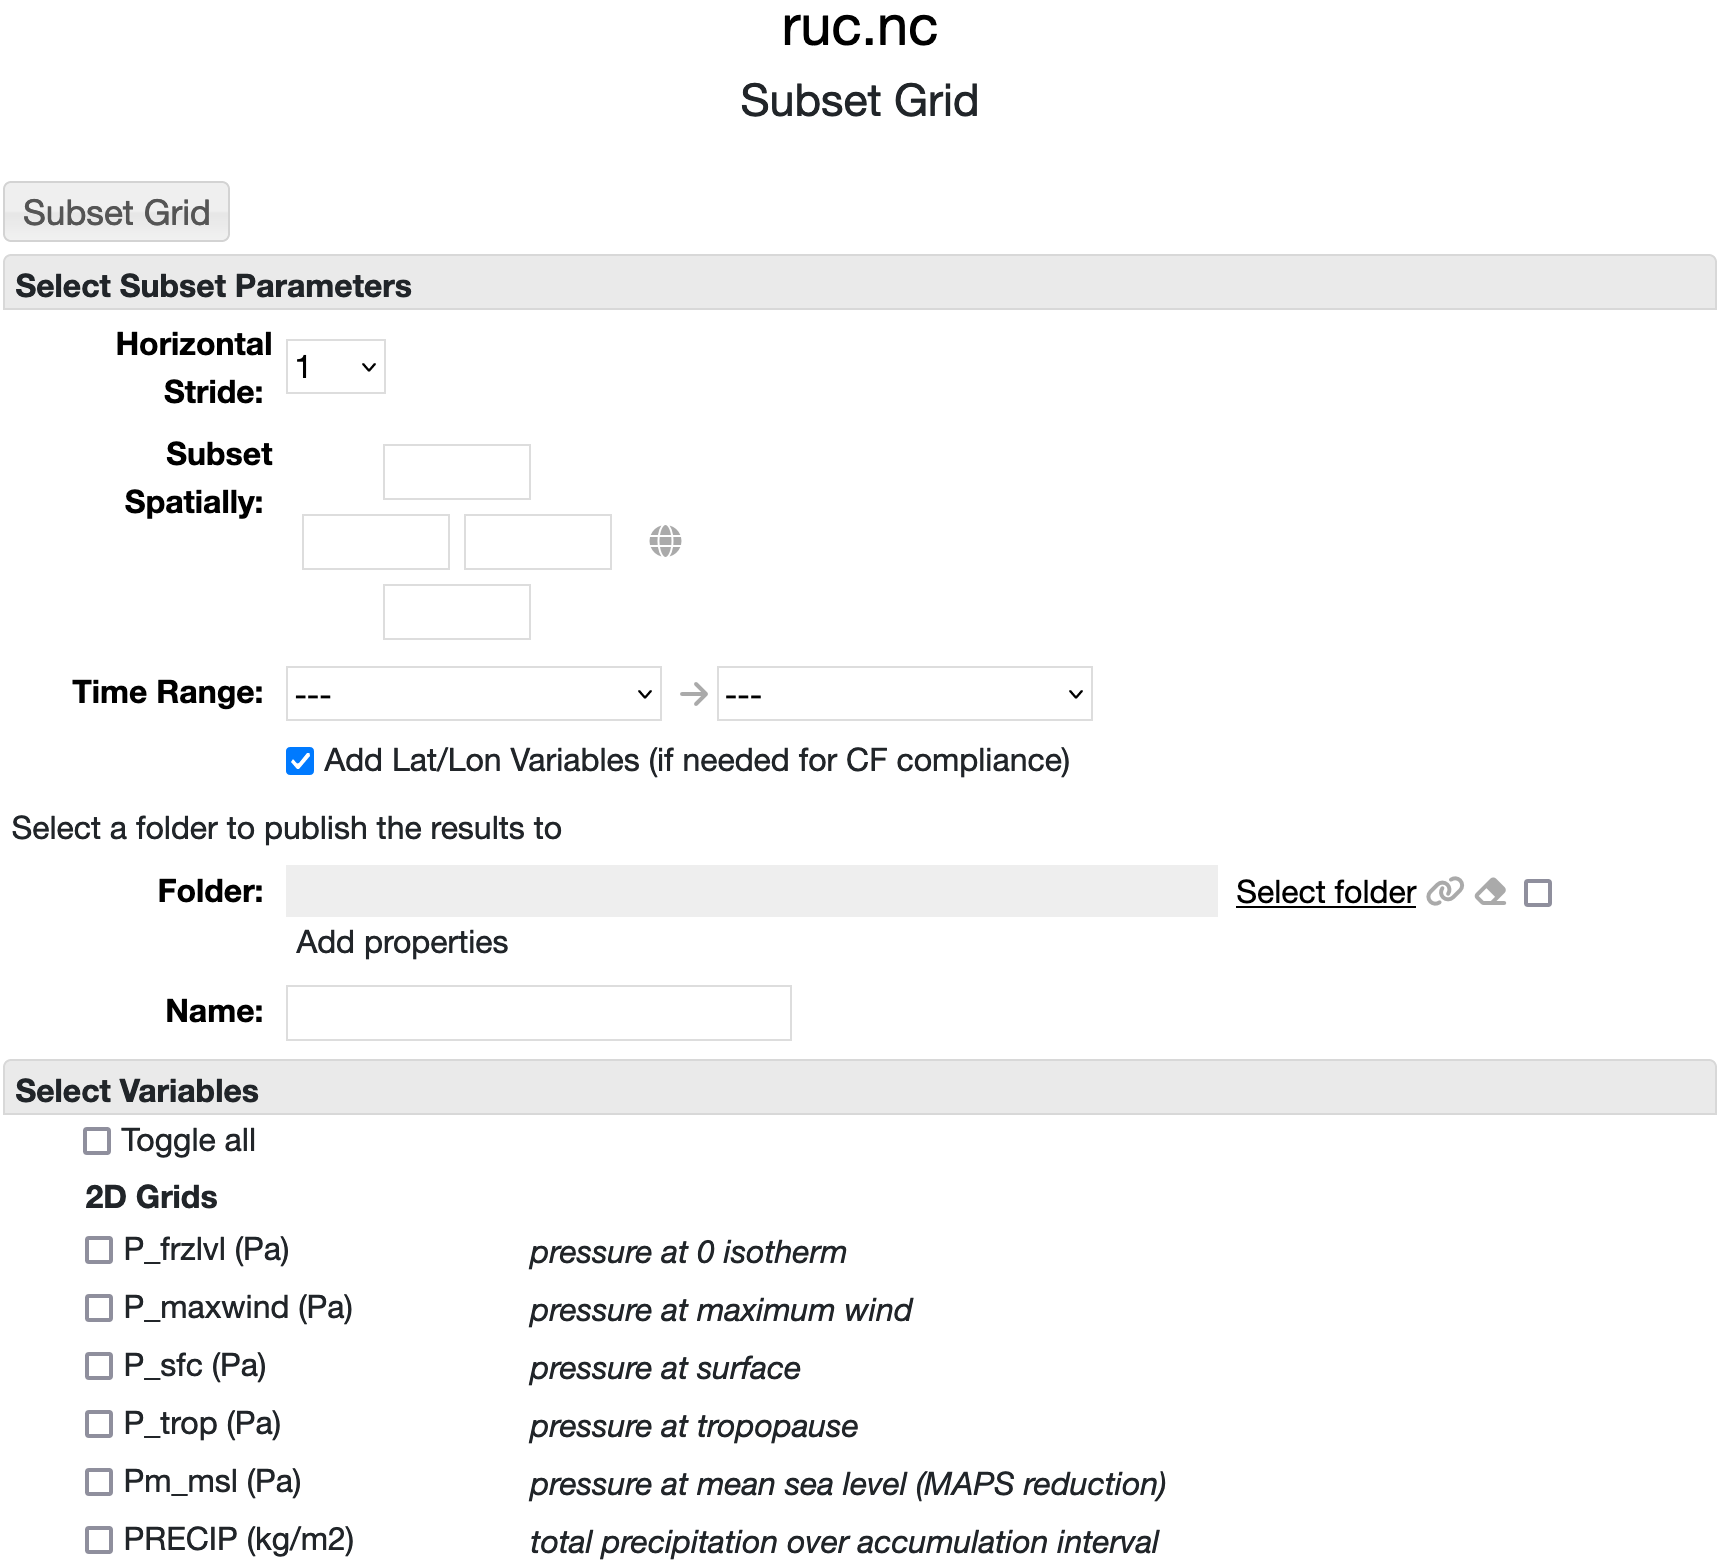 ruc.nc
Subset Grid
Subset Grid
Select Subset Parameters
Horizontal
Stride:
1
Subset
Spatially:
Time Range:
---
---
Add Lat/Lon Variables (if needed for CF compliance)
Select a folder to publish the results to
Folder:
Select folder
Add properties
Name:
Select Variables
Toggle all
2D Grids
P_frzlvl (Pa) pressure at 0 isotherm
P_maxwind (Pa) pressure at maximum wind
P_sfc (Pa) pressure at surface
P_trop (Pa) pressure at tropopause
Pm_msl (Pa) pressure at mean sea level (MAPS reduction)
PRECIP (kg/m2) total precipitation over accumulation interval